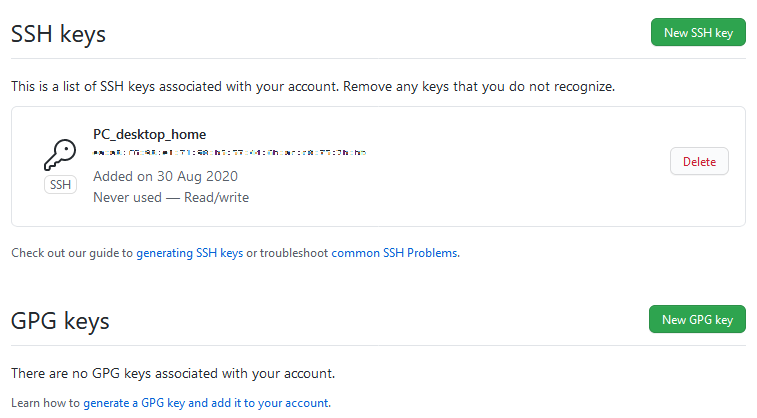 SSH keys
New SSH key
This is a list of SSH keys associated with your account. Remove any keys that you do not recognize.
PC_desktop_home
Added on 30 Aug 2020
Never used — Read/write
SSH
Delete
Check out our guide to generating SSH keys or troubleshoot common SSH Problems.
GPG keys
New GPG key
There are no GPG keys associated with your account.
Learn how to generate a GPG key and add it to your account.